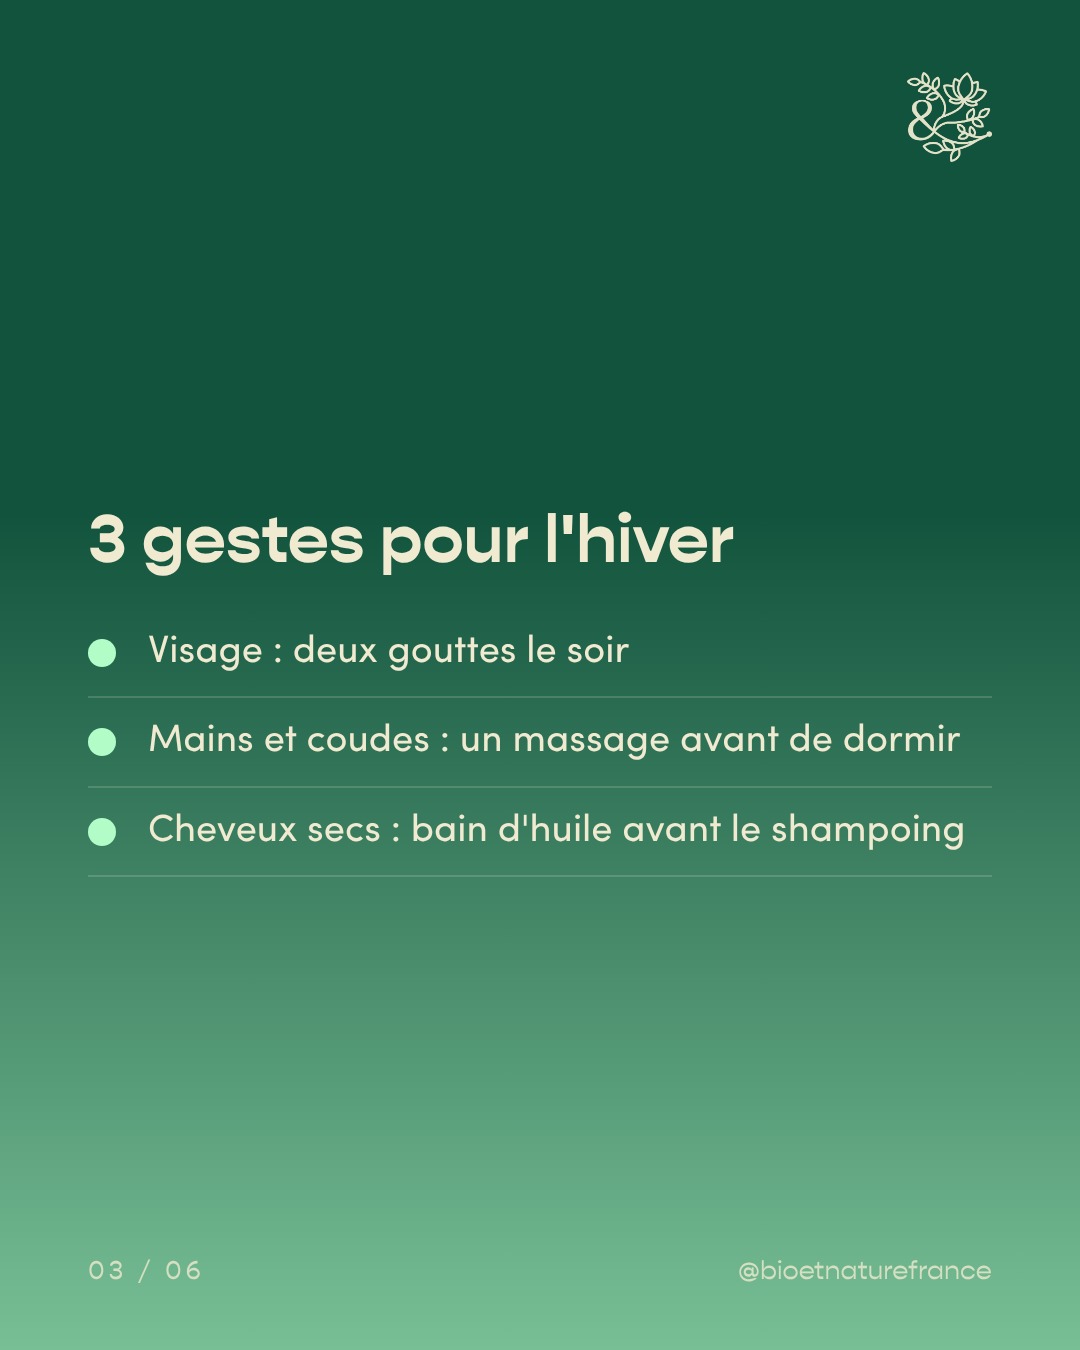 &
3 gestes pour l'hiver
Visage : deux gouttes le soir
Mains et coudes : un massage avant de dormir
Cheveux secs : bain d'huile avant le shampoing
03 / 06
@bioetnaturefrance